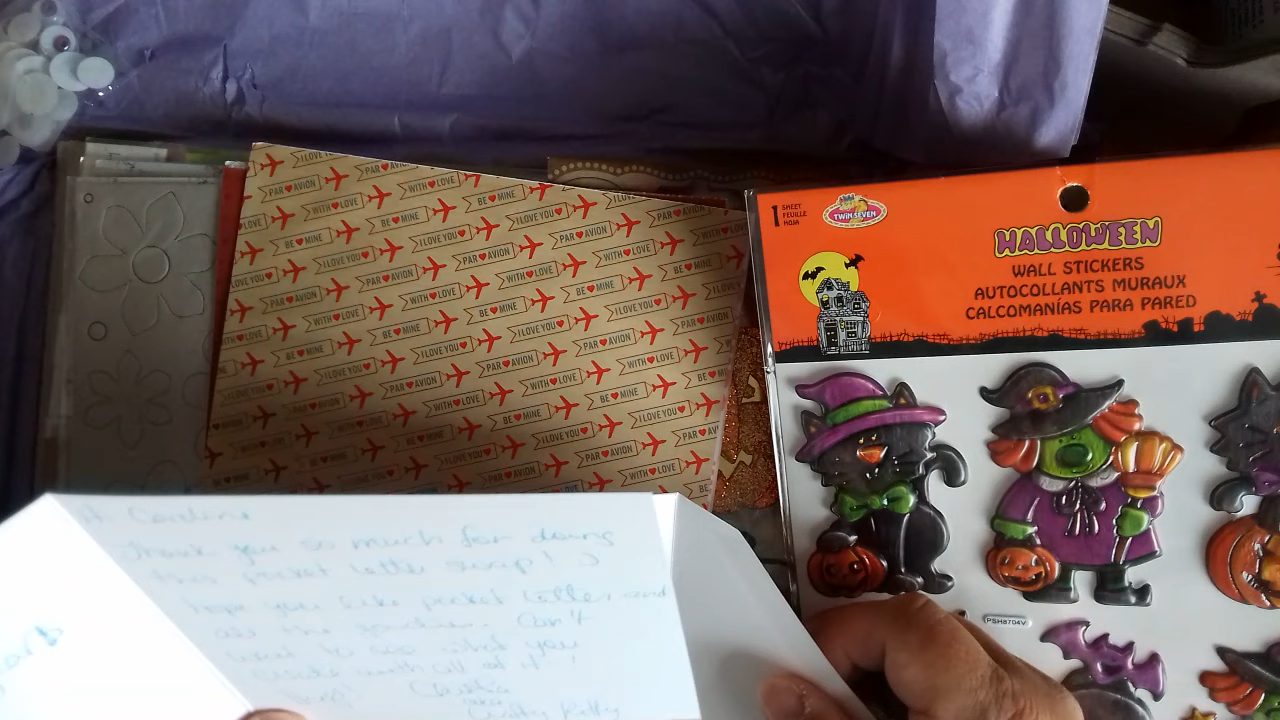 1 SHEET
FEUILLE
HOJA
TWIN SEVEN
HALLOWEEN
WALL STICKERS
AUTOCOLLANTS MURAUX
CALCOMANÍAS PARA PARED
PSH8704V
I LOVE YOU
PAR AVION
WITH LOVE
BE MINE
Thank you so much for doing
this pocket letter swap! :)
hope you like pocket letter and
all the goodies. Can't
wait to see what you
create with all of it!